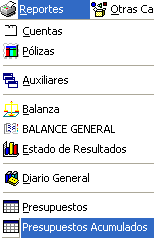 Reportes Otras Ca
Cuentas
Pólizas
Auxiliares
Balanza
BALANCE GENERAL
Estado de Resultados
Diario General
Presupuestos
Presupuestos Acumulados